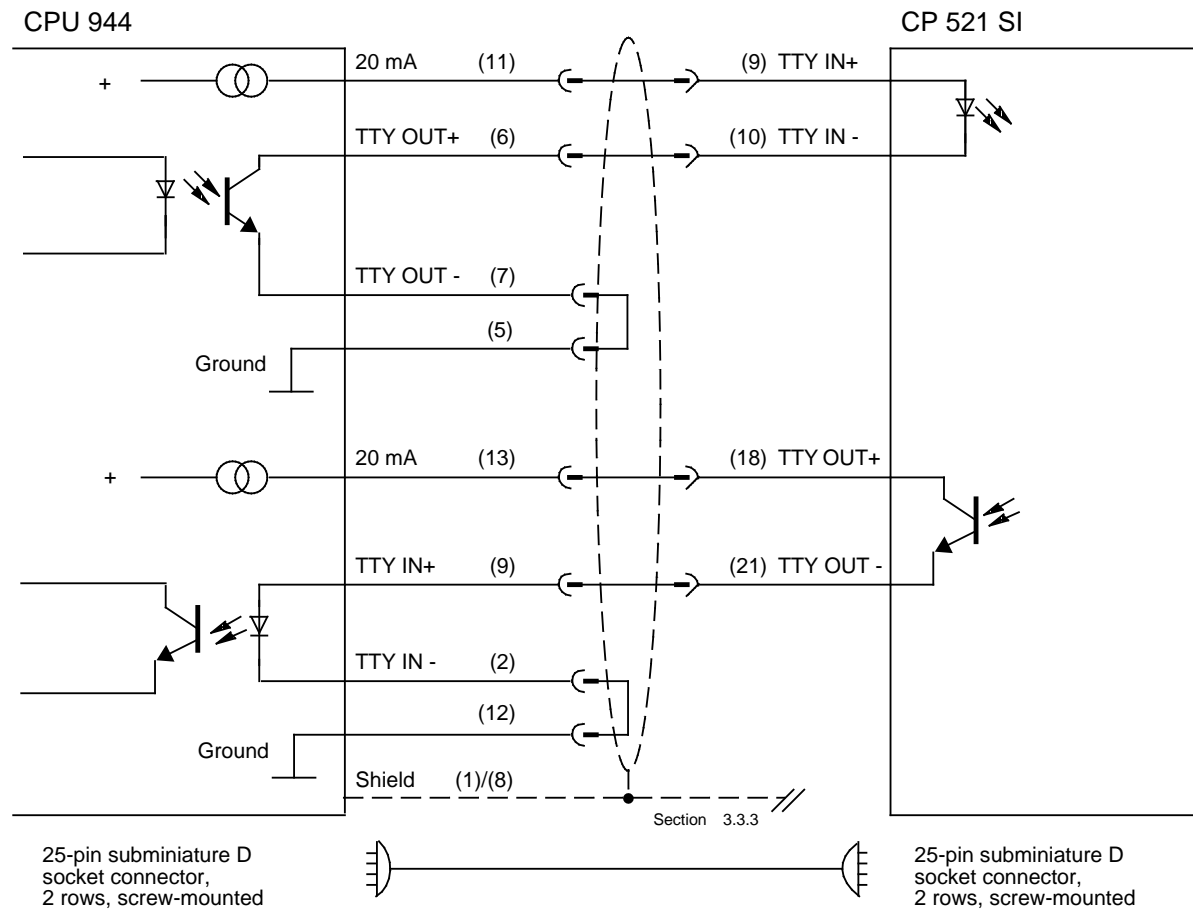 CPU 944
CP 521 SI
+ 20 mA (11) (9) TTY IN+
TTY OUT+ (6) (10) TTY IN -
TTY OUT - (7)
(5)
Ground
+ 20 mA (13) (18) TTY OUT+
TTY IN+ (9) (21) TTY OUT -
TTY IN - (2)
(12)
Ground
Shield (1)/(8)
Section 3.3.3
25-pin subminiature D
socket connector,
2 rows, screw-mounted
25-pin subminiature D
socket connector,
2 rows, screw-mounted